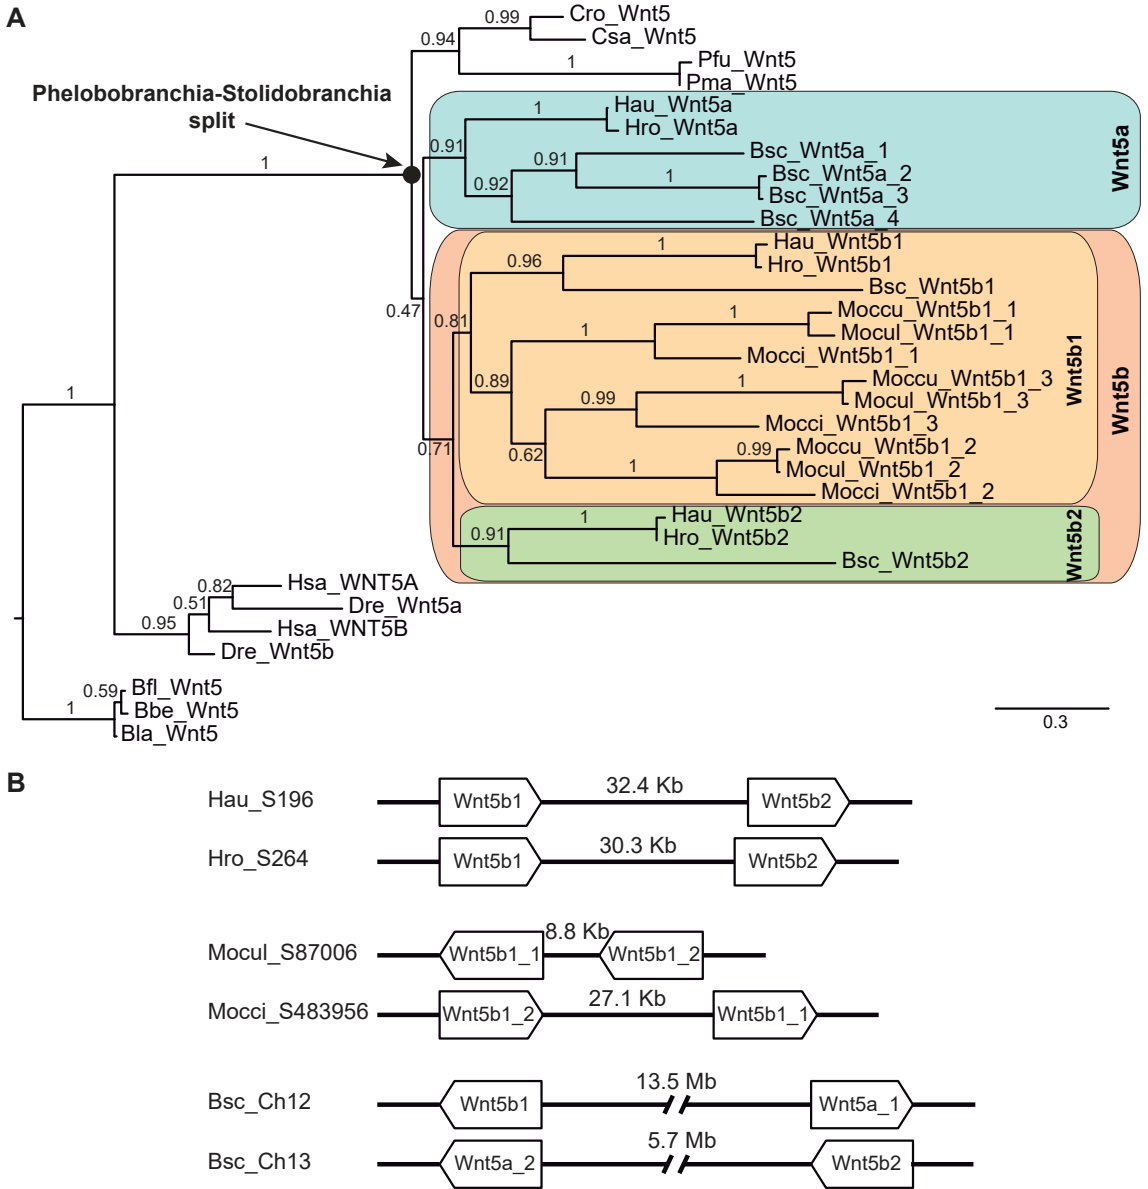 A
0.99
Cro_Wnt5
Csa_Wnt5
0.94
1
Pfu_Wnt5
Pma_Wnt5
Phelobobranchia-Stolidobranchia
split
1
1
Hau_Wnt5a
Hro_Wnt5a
0.91
0.91
Bsc_Wnt5a_1
0.92
1
Bsc_Wnt5a_2
Bsc_Wnt5a_3
Bsc_Wnt5a_4
Wnt5a
1
Hau_Wnt5b1
0.96
Hro_Wnt5b1
Bsc_Wnt5b1
0.47
0.81
1
1
Moccu_Wnt5b1_1
Mocul_Wnt5b1_1
Mocci_Wnt5b1_1
0.89
1
Moccu_Wnt5b1_3
0.99
Mocul_Wnt5b1_3
Mocci_Wnt5b1_3
0.71
0.62
0.99
Moccu_Wnt5b1_2
1
Mocul_Wnt5b1_2
Mocci_Wnt5b1_2
Wnt5b1
Wnt5b
0.91
1
Hau_Wnt5b2
Hro_Wnt5b2
Bsc_Wnt5b2
Wnt5b2
1
0.82
Hsa_WNT5A
0.51
Dre_Wnt5a
0.95
Hsa_WNT5B
Dre_Wnt5b
0.59
Bfl_Wnt5
1
Bbe_Wnt5
Bla_Wnt5
0.3
B
Hau_S196
Wnt5b1
32.4 Kb
Wnt5b2
Hro_S264
Wnt5b1
30.3 Kb
Wnt5b2
Mocul_S87006
Wnt5b1_1
8.8 Kb
Wnt5b1_2
Mocci_S483956
Wnt5b1_2
27.1 Kb
Wnt5b1_1
Bsc_Ch12
Wnt5b1
13.5 Mb
Wnt5a_1
Bsc_Ch13
Wnt5a_2
5.7 Mb
Wnt5b2